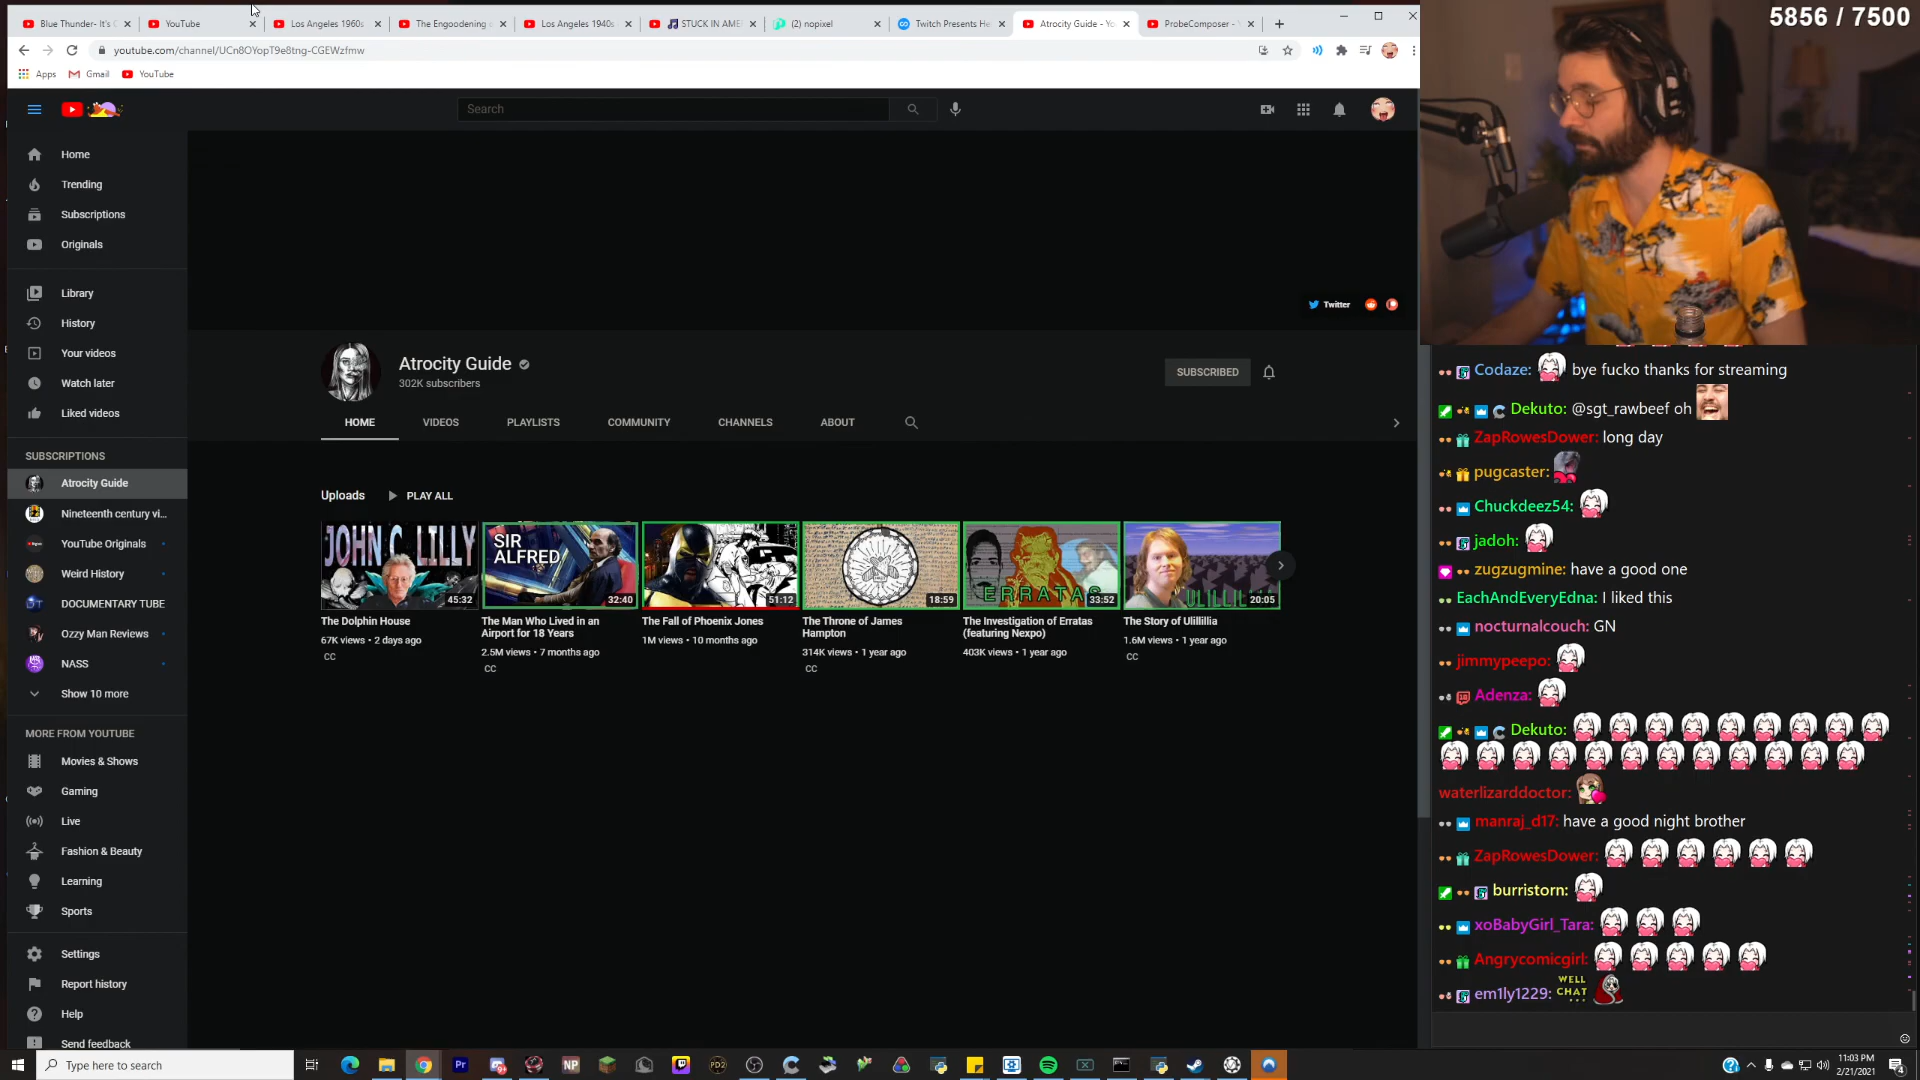 Blue Thunder- It's C
YouTube
Los Angeles 1960s
The Engoodening o
Los Angeles 1940s
STUCK IN AME
(2) nopixel
Twitch Presents He
Atrocity Guide - Yo
ProbeComposer - Y
5856 / 7500
youtube.com/channel/UCn8OYopT9e8tng-CGEWzfmw
Apps
Gmail
YouTube
Search
Home
Trending
Subscriptions
Originals
Library
History
Your videos
Watch later
Liked videos
SUBSCRIPTIONS
Atrocity Guide
Nineteenth century vi...
YouTube Originals
Weird History
DOCUMENTARY TUBE
Ozzy Man Reviews
NASS
Show 10 more
MORE FROM YOUTUBE
Movies & Shows
Gaming
Live
Fashion & Beauty
Learning
Sports
Settings
Report history
Help
Send feedback
Twitter
Atrocity Guide
302K subscribers
SUBSCRIBED
HOME
VIDEOS
PLAYLISTS
COMMUNITY
CHANNELS
ABOUT
Uploads
PLAY ALL
JOHN C. LILLY
45:32
The Dolphin House
67K views • 2 days ago
CC
SIR
ALFRED
32:40
The Man Who Lived in an
Airport for 18 Years
2.5M views • 7 months ago
CC
51:12
The Fall of Phoenix Jones
1M views • 10 months ago
18:59
The Throne of James
Hampton
314K views • 1 year ago
CC
ERRATAS
33:52
The Investigation of Erratas
(featuring Nexpo)
403K views • 1 year ago
ULILLILLIA
20:05
The Story of Ulillillia
1.6M views • 1 year ago
CC
Codaze: bye fucko thanks for streaming
Dekuto: @sgt_rawbeef oh
ZapRowesDower: long day
pugcaster:
Chuckdeez54:
jadoh:
zugzugmine: have a good one
EachAndEveryEdna: I liked this
nocturnalcouch: GN
jimmypeepo:
Adenza:
Dekuto:
waterlizarddoctor:
manraj_d17: have a good night brother
ZapRowesDower:
burristorn:
xoBabyGirl_Tara:
Angrycomicgirl:
em1ly1229: WELL
CHAT
...
Type here to search
Pr
NP
PD2
11:03 PM
2/21/2021